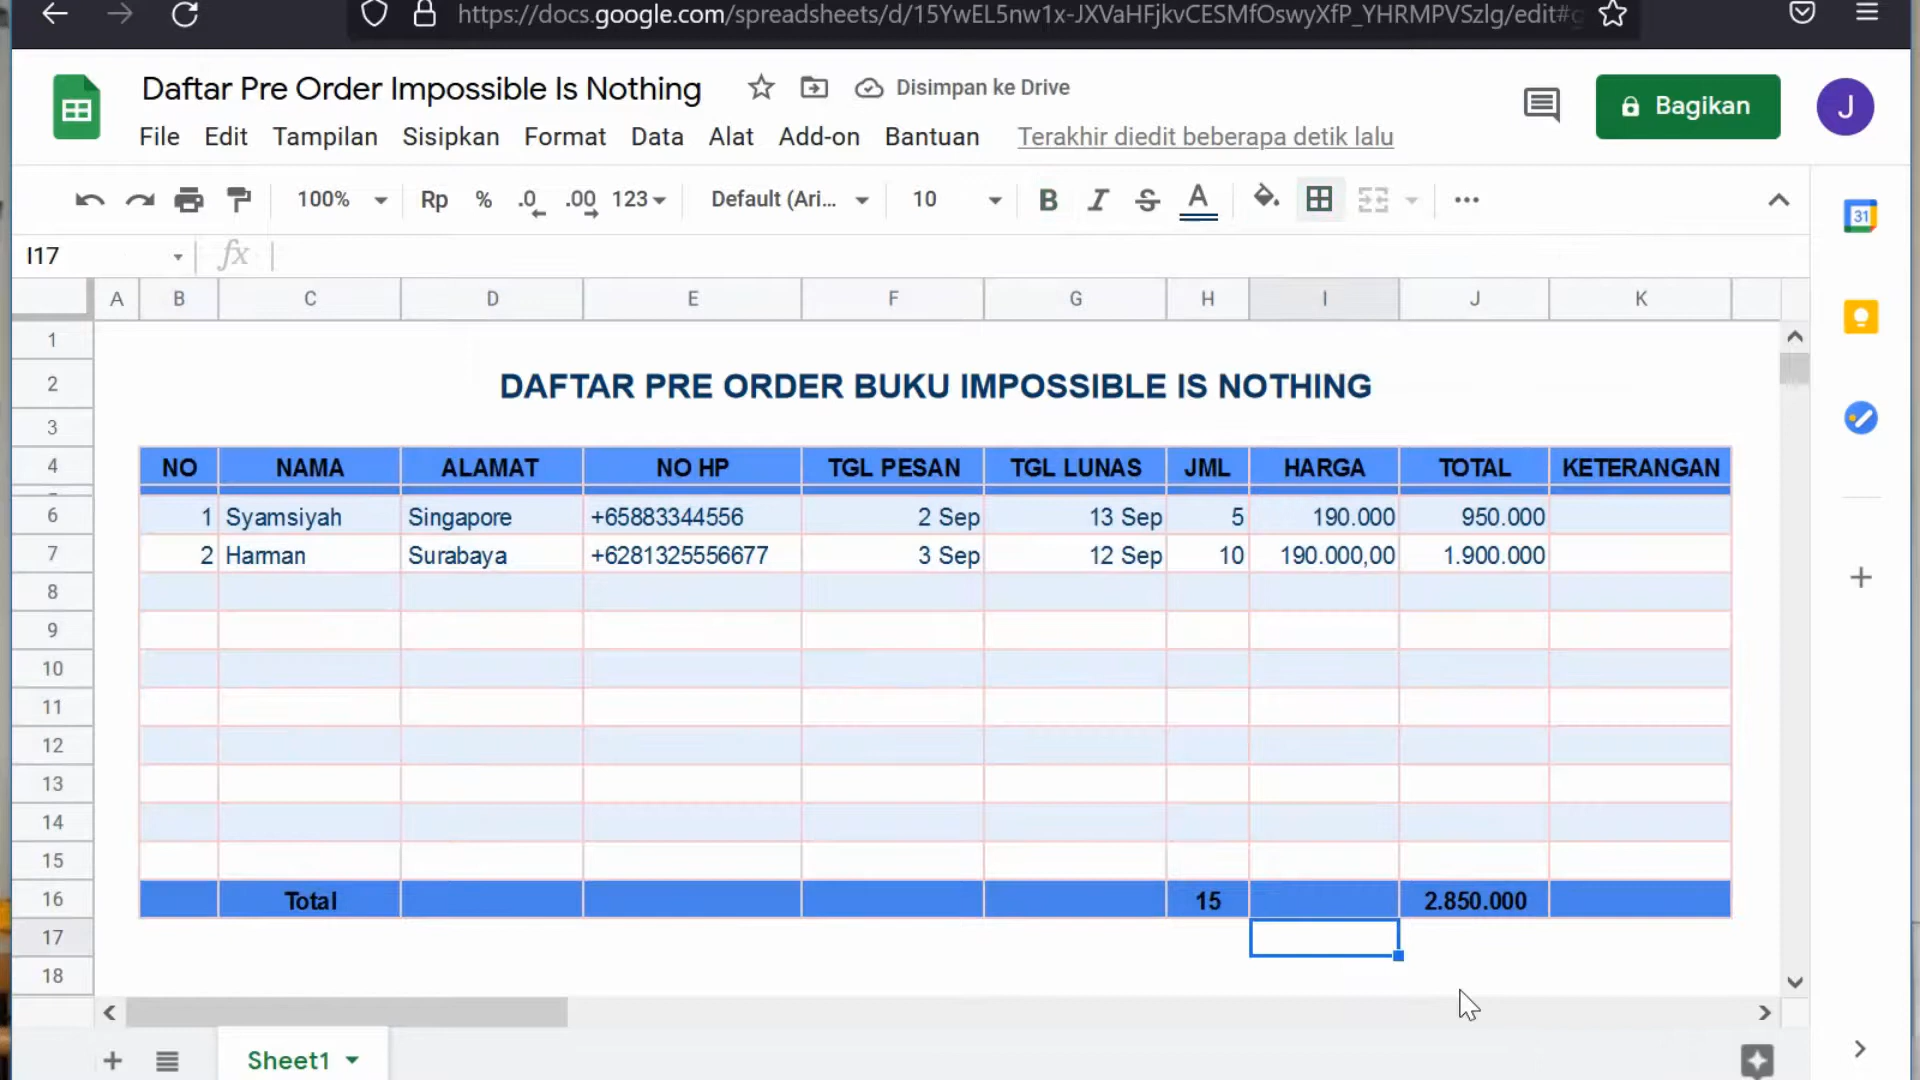 https://docs.google.com/spreadsheets/d/15YwEL5nw1x-JXVaHFjkvCESMfOswyXfP_YHRMPVSzlg/edit#
Daftar Pre Order Impossible Is Nothing Disimpan ke Drive
Bagikan J
File Edit Tampilan Sisipkan Format Data Alat Add-on Bantuan Terakhir diedit beberapa detik lalu
100% Rp % .0 .00 123 Default (Ari... 10 B I S A
31
I17 fx
A B C D E F G H I J K
1
2 DAFTAR PRE ORDER BUKU IMPOSSIBLE IS NOTHING
3
4 NO NAMA ALAMAT NO HP TGL PESAN TGL LUNAS JML HARGA TOTAL KETERANGAN
6 1 Syamsiyah Singapore +65883344556 2 Sep 13 Sep 5 190.000 950.000
7 2 Harman Surabaya +6281325556677 3 Sep 12 Sep 10 190.000,00 1.900.000
8
9
10
11
12
13
14
15
16 Total 15 2.850.000
17
18
Sheet1